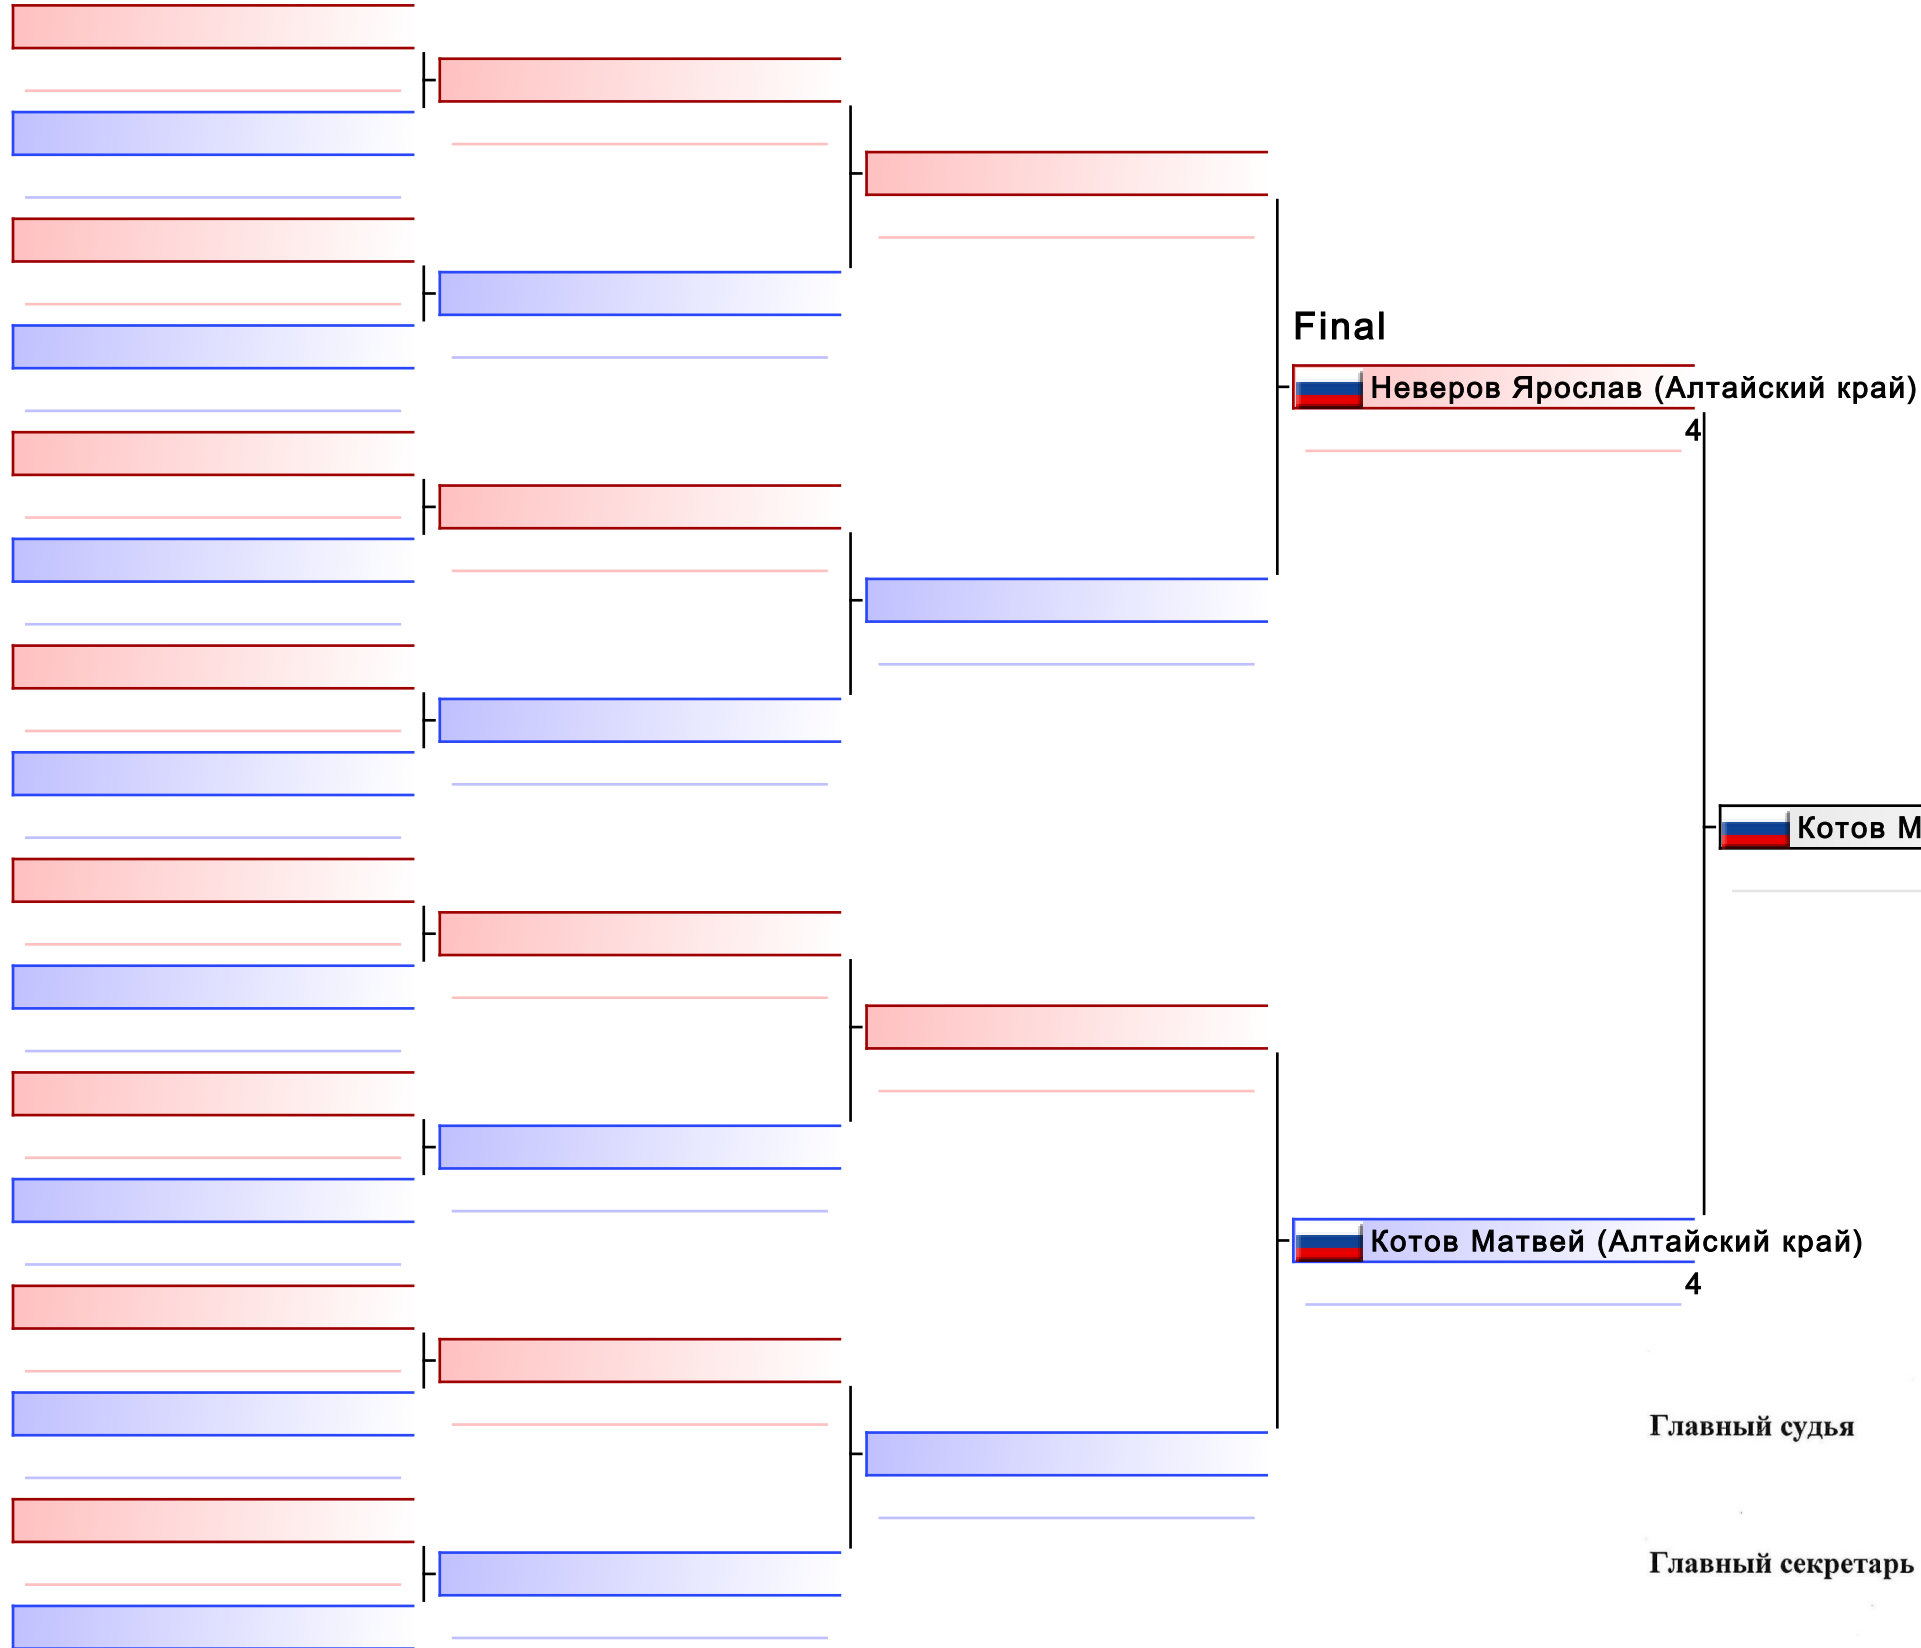 Final
Неверов Ярослав (Алтайский край)
4
Котов М
Котов Матвей (Алтайский край)
4
Главный судья
Главный секретарь